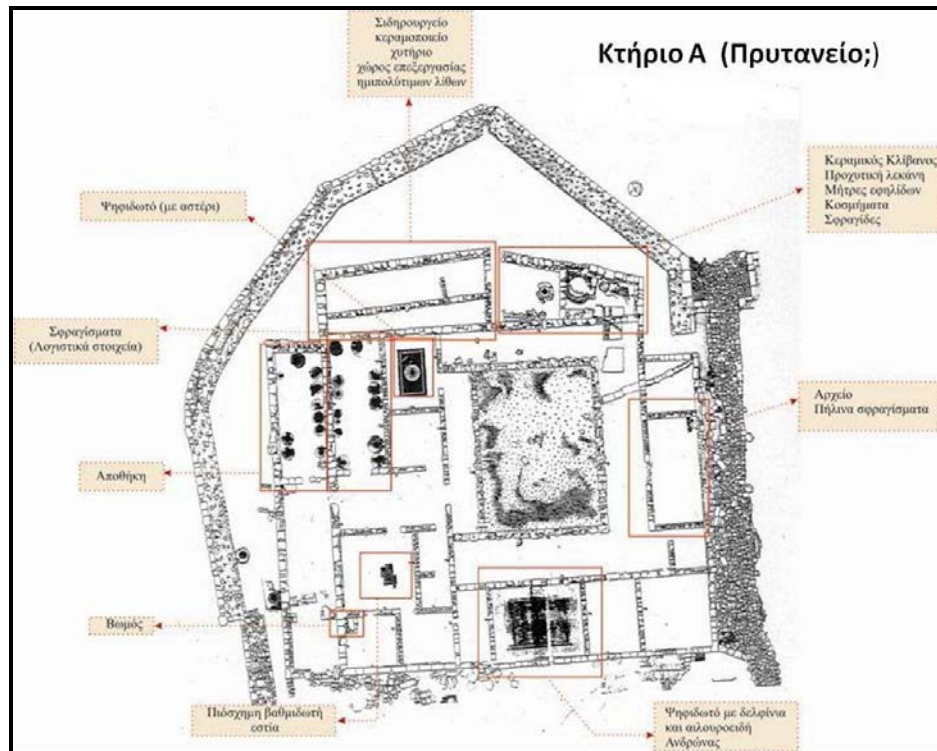 Σιδηρουργείο
κεραμοποιείο
χυτήριο
χώρος επεξεργασίας
ημιπολύτιμων λίθων
Κτήριο Α (Πρυτανείο;)
Κεραμικός Κλίβανος
Προχυτική λεκάνη
Μήτρες εφηλίδων
Κοσμήματα
Σφραγίδες
Ψηφιδωτό (με αστέρι)
Σφραγίσματα
(Λογιστικά στοιχεία)
Αρχείο
Πήλινα σφραγίσματα
Αποθήκη
Βωμός
Πιόσχημη βαθμιδωτή
εστία
Ψηφιδωτό με δελφίνια
και αιλουροειδή
Ανδρώνας